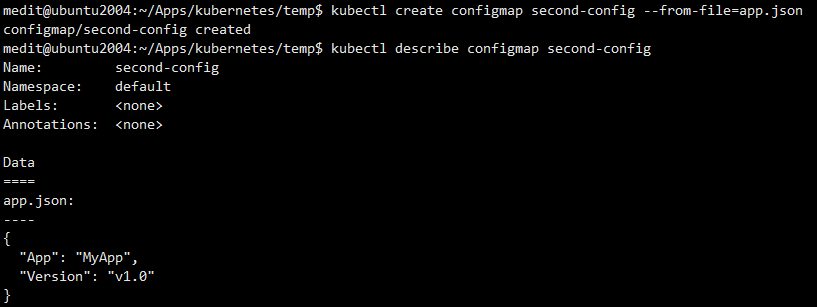 medit@ubuntu2004:~/Apps/kubernetes/temp$ kubectl create configmap second-config --from-file=app.json
configmap/second-config created
medit@ubuntu2004:~/Apps/kubernetes/temp$ kubectl describe configmap second-config
Name:         second-config
Namespace:    default
Labels:       <none>
Annotations:  <none>

Data
====
app.json:
----
{
  "App": "MyApp",
  "Version": "v1.0"
}